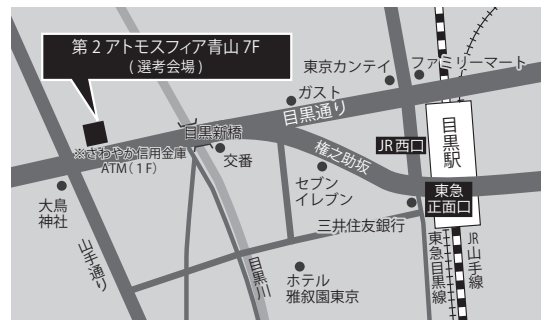 第2アトモスフィア青山 7F
(選考会場)
東京カンテイ
ファミリーマート
ガスト
目黒通り
目黒新橋
※さわやか信用金庫
ATM(1F)
交番
権之助坂
JR西口
目黒駅
セブン
イレブン
東急
正面口
大鳥
神社
三井住友銀行
山手通り
目黒川
ホテル
雅叙園東京
東急目黒線
JR山手線